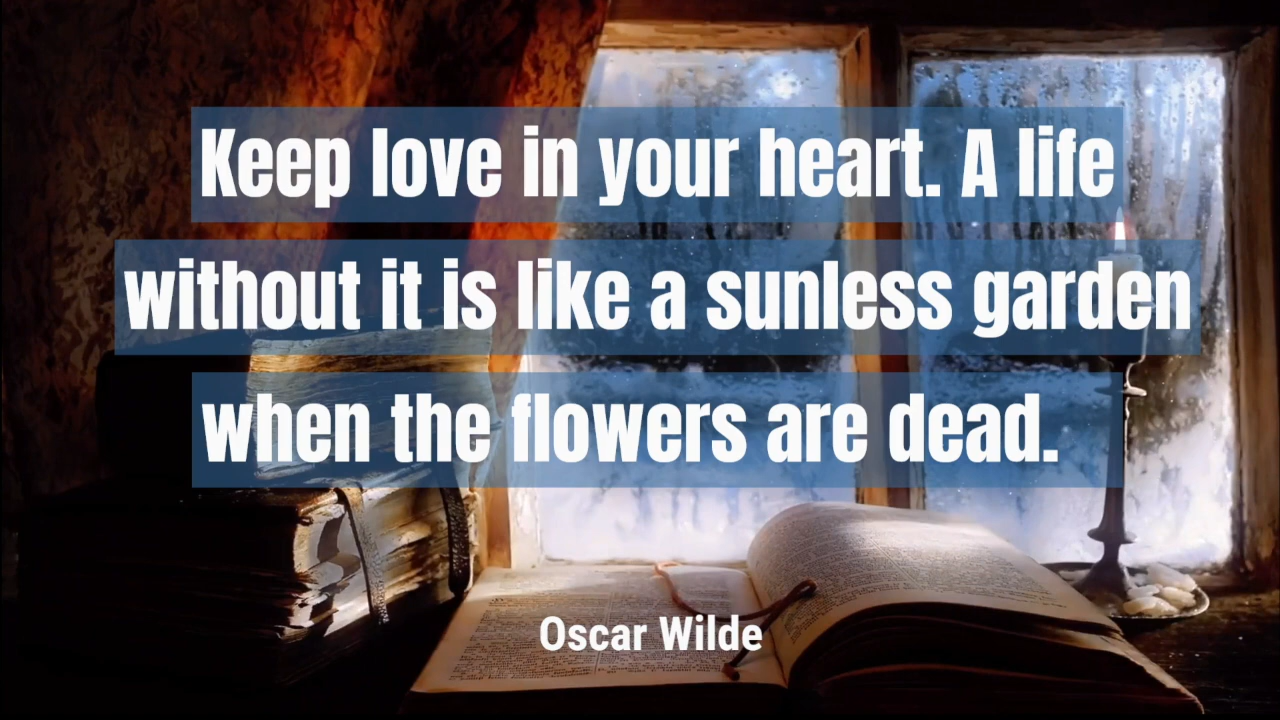 Keep love in your heart. A life
without it is like a sunless garden
when the flowers are dead.
Oscar Wilde